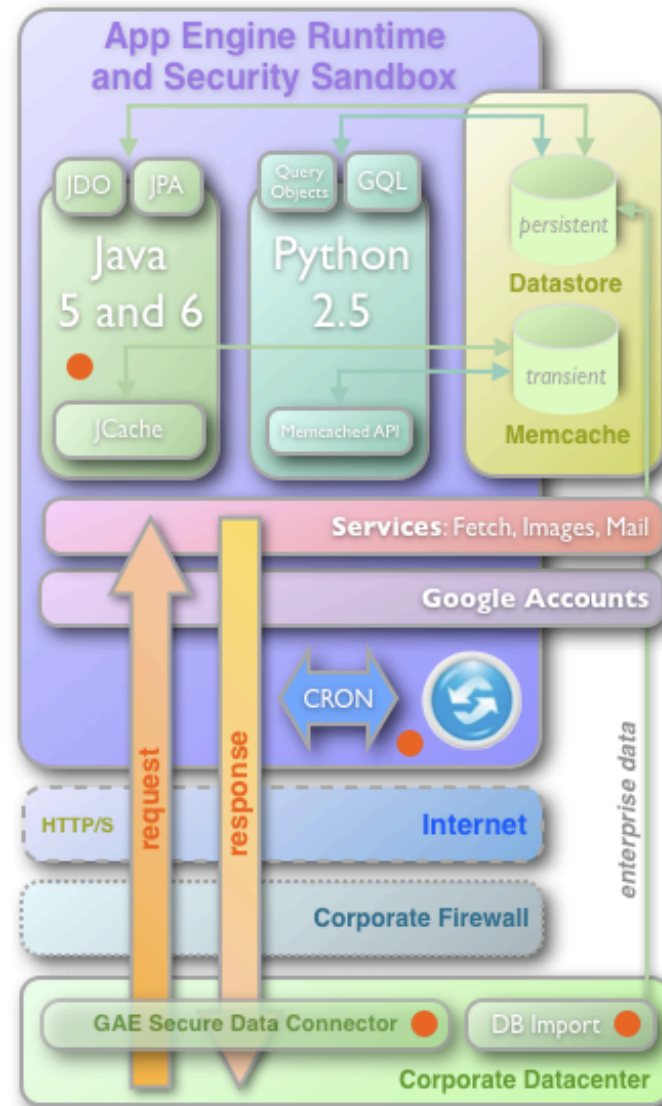 App Engine Runtime
and Security Sandbox
JDO
JPA
Java
5 and 6
JCache
Query
Objects
GQL
Python
2.5
Memcached API
persistent
Datastore
transient
Memcache
Services: Fetch, Images, Mail
Google Accounts
CRON
request
response
enterprise data
HTTP/S
Internet
Corporate Firewall
GAE Secure Data Connector
DB Import
Corporate Datacenter